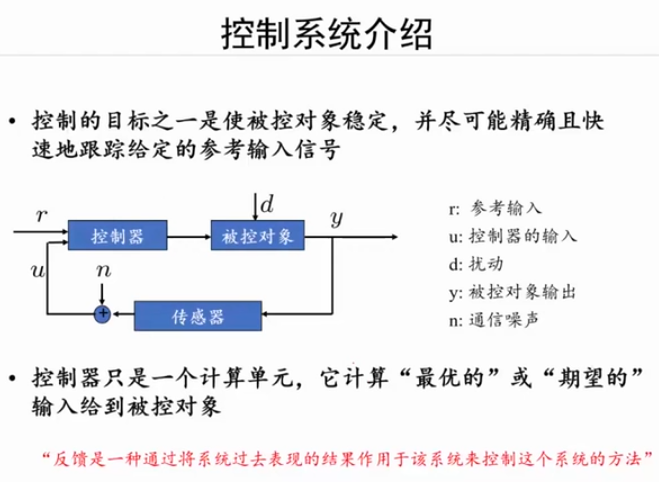 控制系统介绍
• 控制的目标之一是使被控对象稳定，并尽可能精确且快
速地跟踪给定的参考输入信号
r
d
y
控制器
被控对象
u
n
+
传感器
r: 参考输入
u: 控制器的输入
d: 扰动
y: 被控对象输出
n: 通信噪声
• 控制器只是一个计算单元，它计算“最优的”或“期望的”
输入给到被控对象
“反馈是一种通过将系统过去表现的结果作用于该系统来控制这个系统的方法”